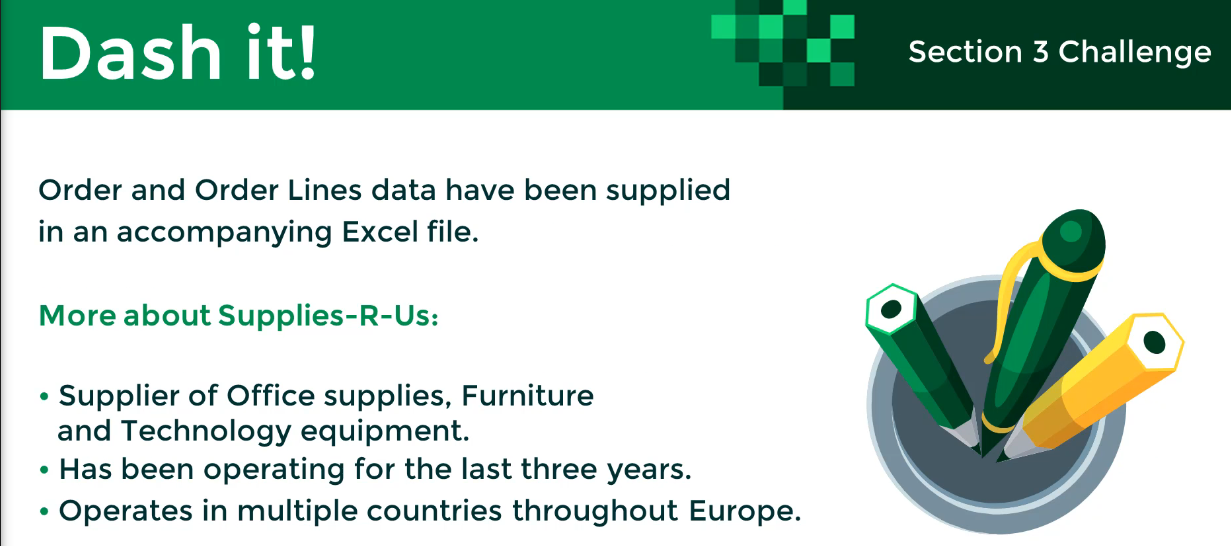 Dash it!
Section 3 Challenge
Order and Order Lines data have been supplied
in an accompanying Excel file.
More about Supplies-R-Us:
• Supplier of Office supplies, Furniture
and Technology equipment.
• Has been operating for the last three years.
• Operates in multiple countries throughout Europe.